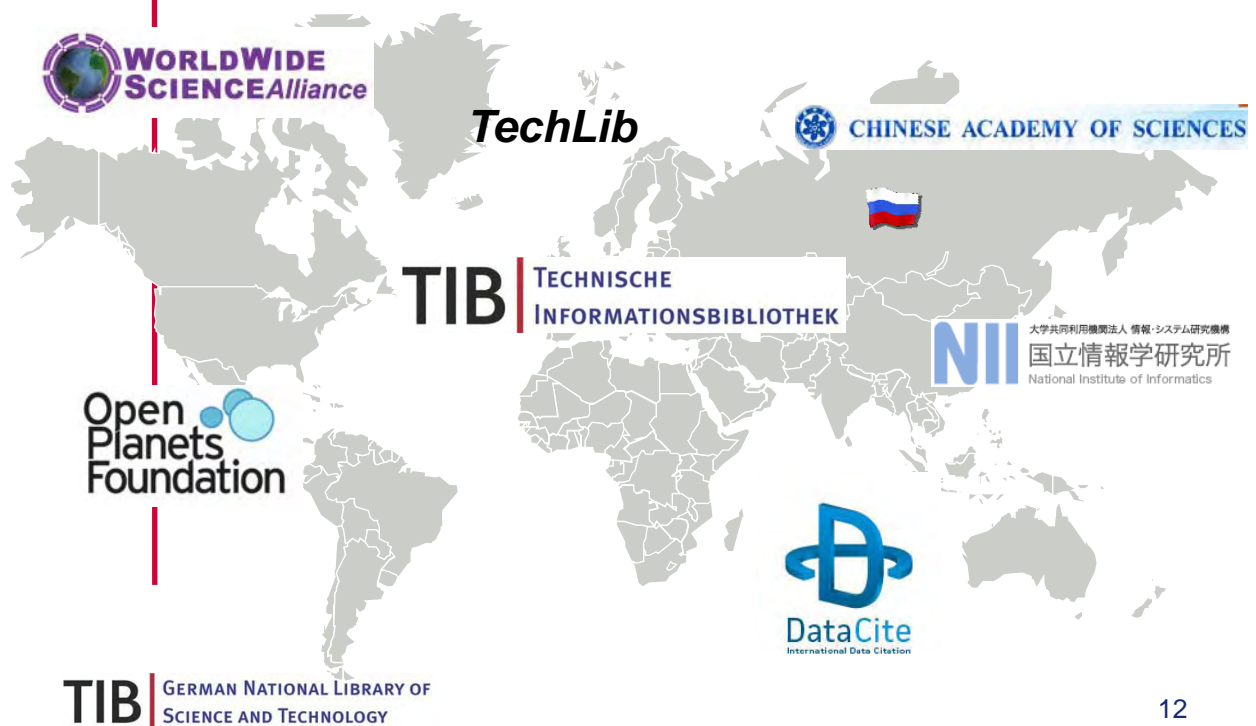 WORLDWIDE
SCIENCEAlliance
TechLib
CHINESE ACADEMY OF SCIENCES
TIB
TECHNISCHE
INFORMATIONSBIBLIOTHEK
NII
大学共同利用機関法人 情報・システム研究機構
国立情報学研究所
National Institute of Informatics
Open
Planets
Foundation
DataCite
International Data Citation
TIB
GERMAN NATIONAL LIBRARY OF
SCIENCE AND TECHNOLOGY
12